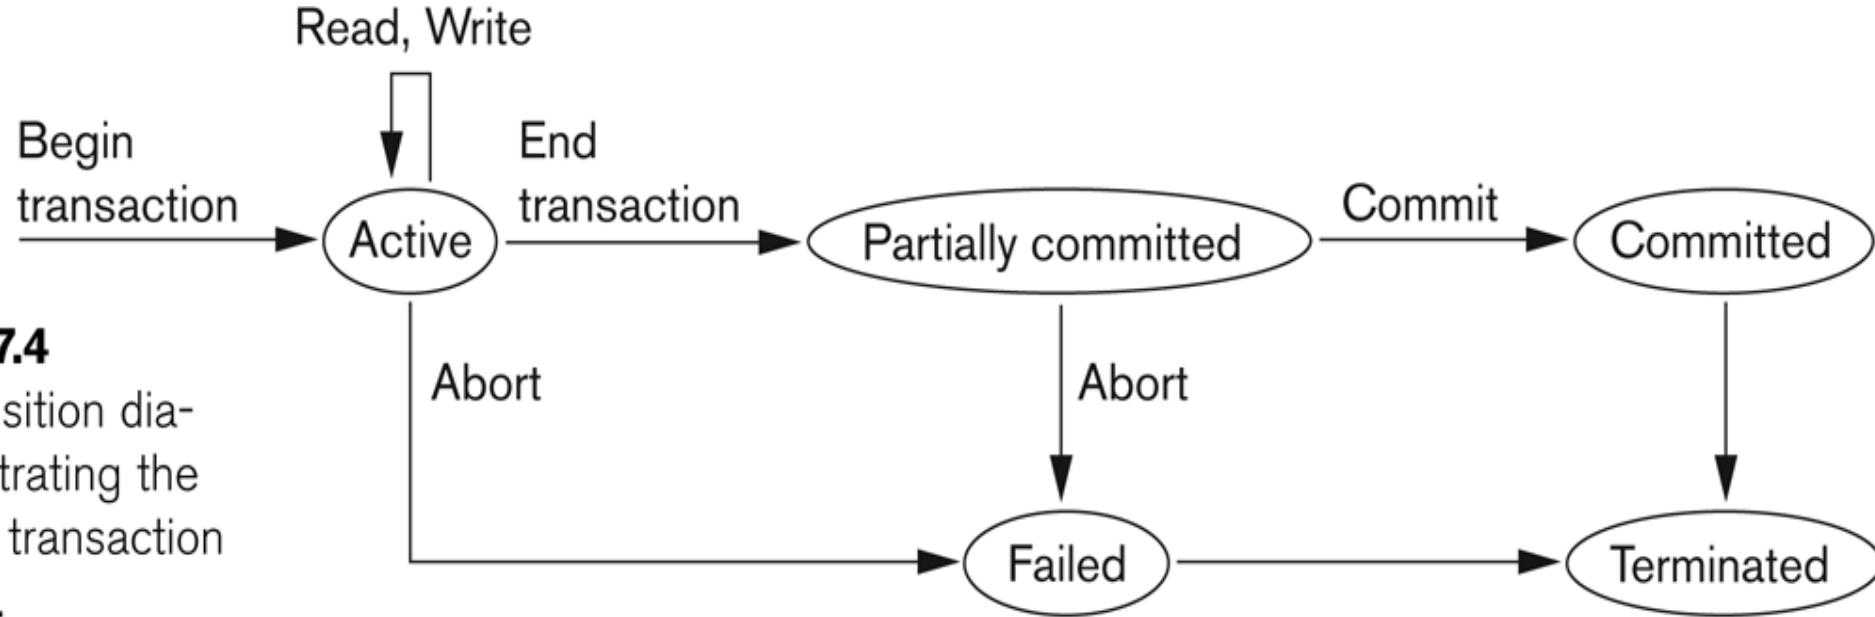 Read, Write
Begin
transaction
End
transaction
Active
Partially committed
Commit
Committed
7.4
sition dia-
trating the
transaction
Abort
Abort
Failed
Terminated